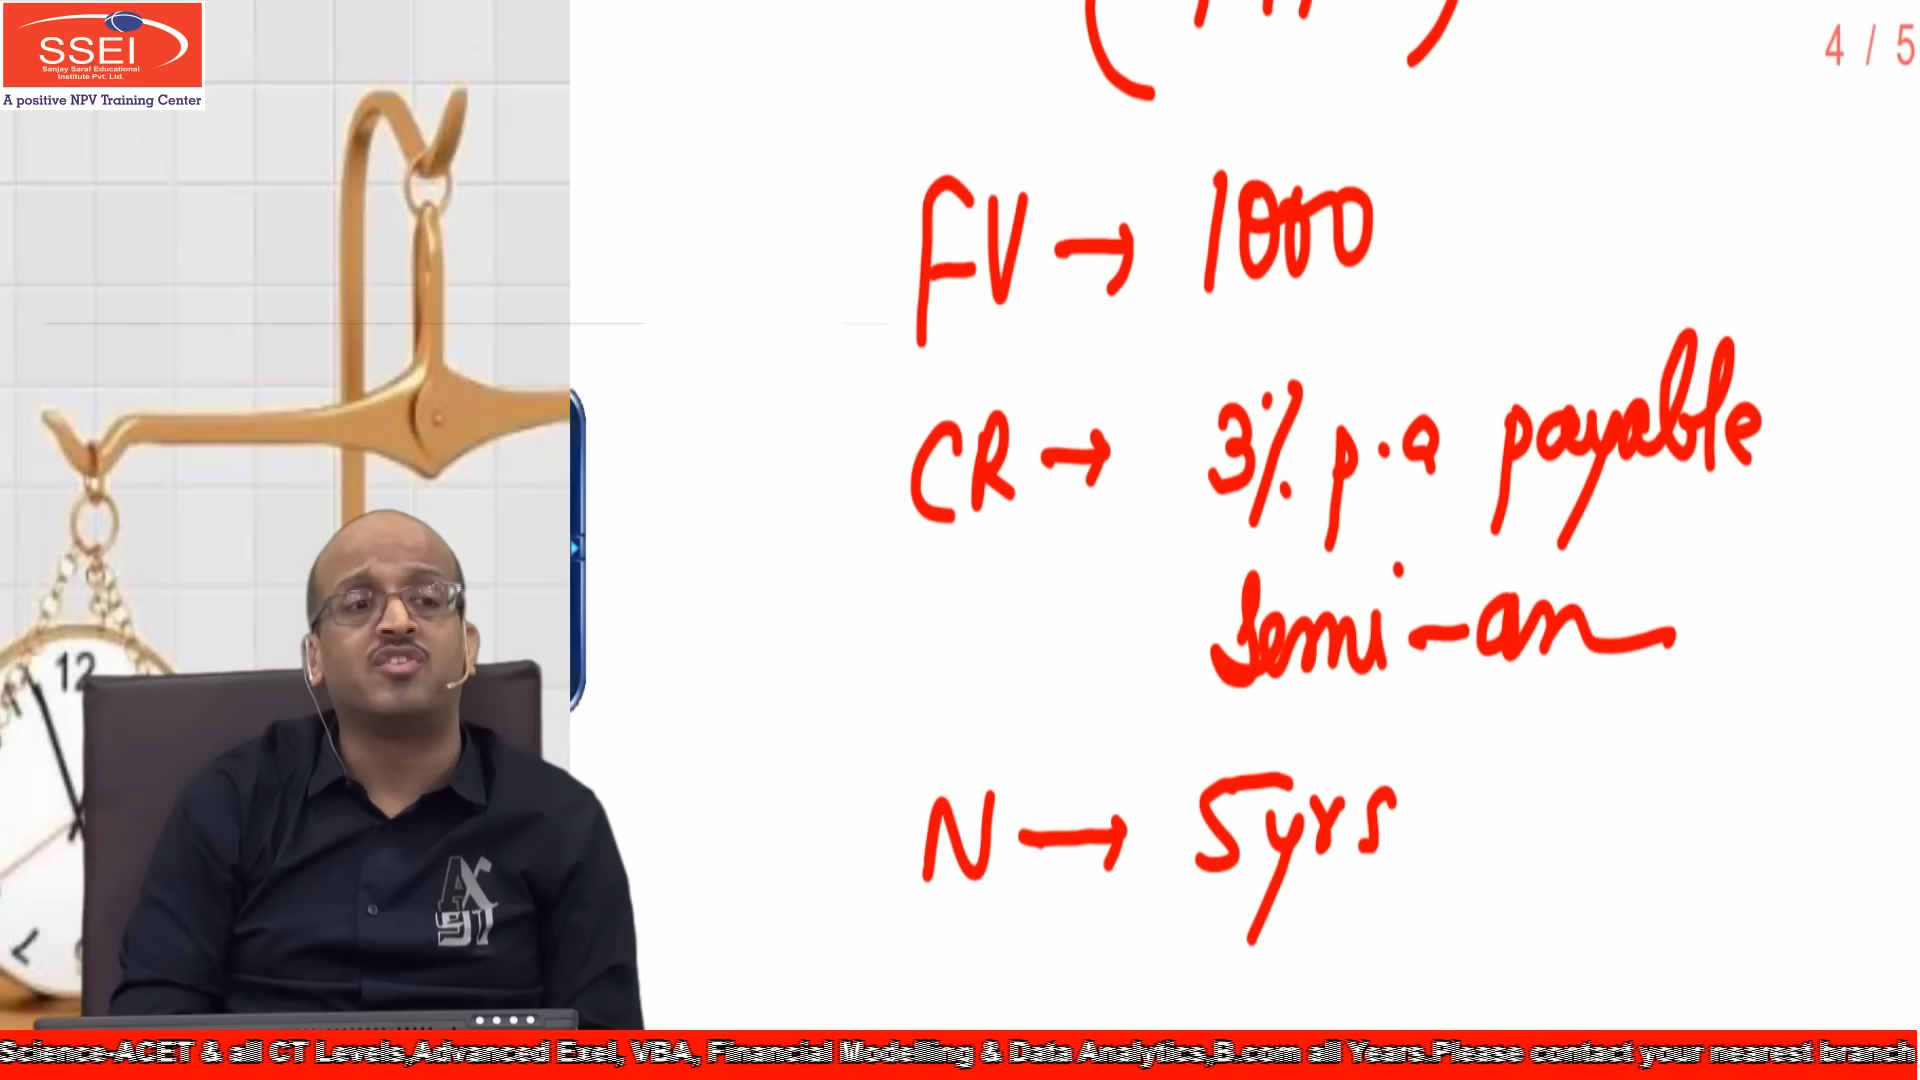 SSEI
Sanjay Saraf Educational
Institute Pvt. Ltd.
A positive NPV Training Center
4 / 5
FV → 1000
CR → 3% p.a payable
Semi-an
N → 5yrs
12
Science-ACET & all CT Levels,Advanced Exel, VBA, Financial Modelling & Data Analytics,B.com all Years.Please contact your nearest branch